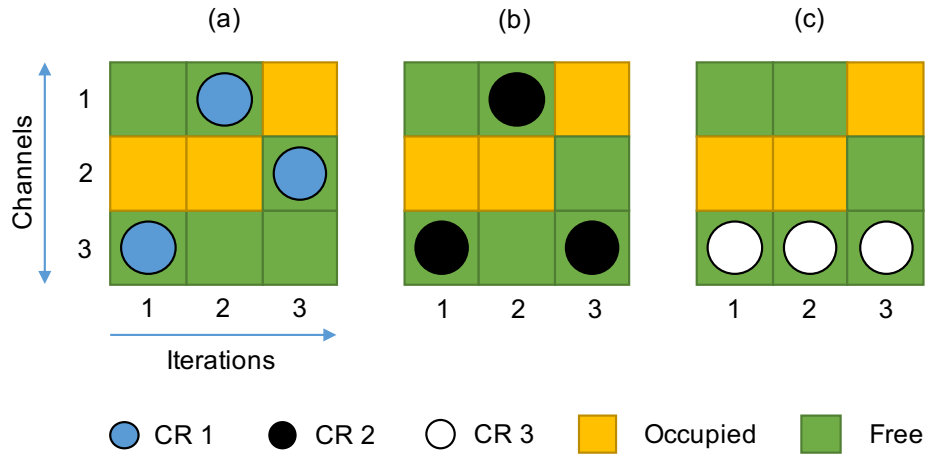 (a) (b) (c)
Channels
1
2
3
1 2 3 1 2 3 1 2 3
Iterations
CR 1 CR 2 CR 3 Occupied Free